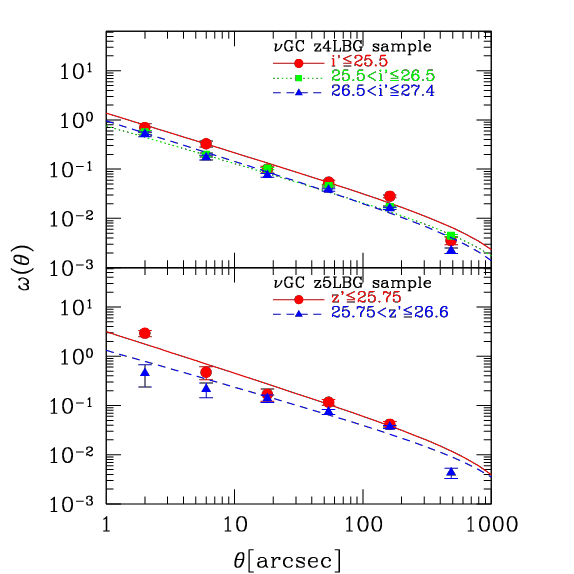 νGC z4LBG sample
i'≦25.5
25.5<i'≦26.5
26.5<i'≦27.4
10¹
10⁰
10⁻¹
10⁻²
10⁻³
ω(θ)
νGC z5LBG sample
z'≦25.75
25.75<z'≦26.6
10¹
10⁰
10⁻¹
10⁻²
10⁻³
1 10 100 1000
θ[arcsec]